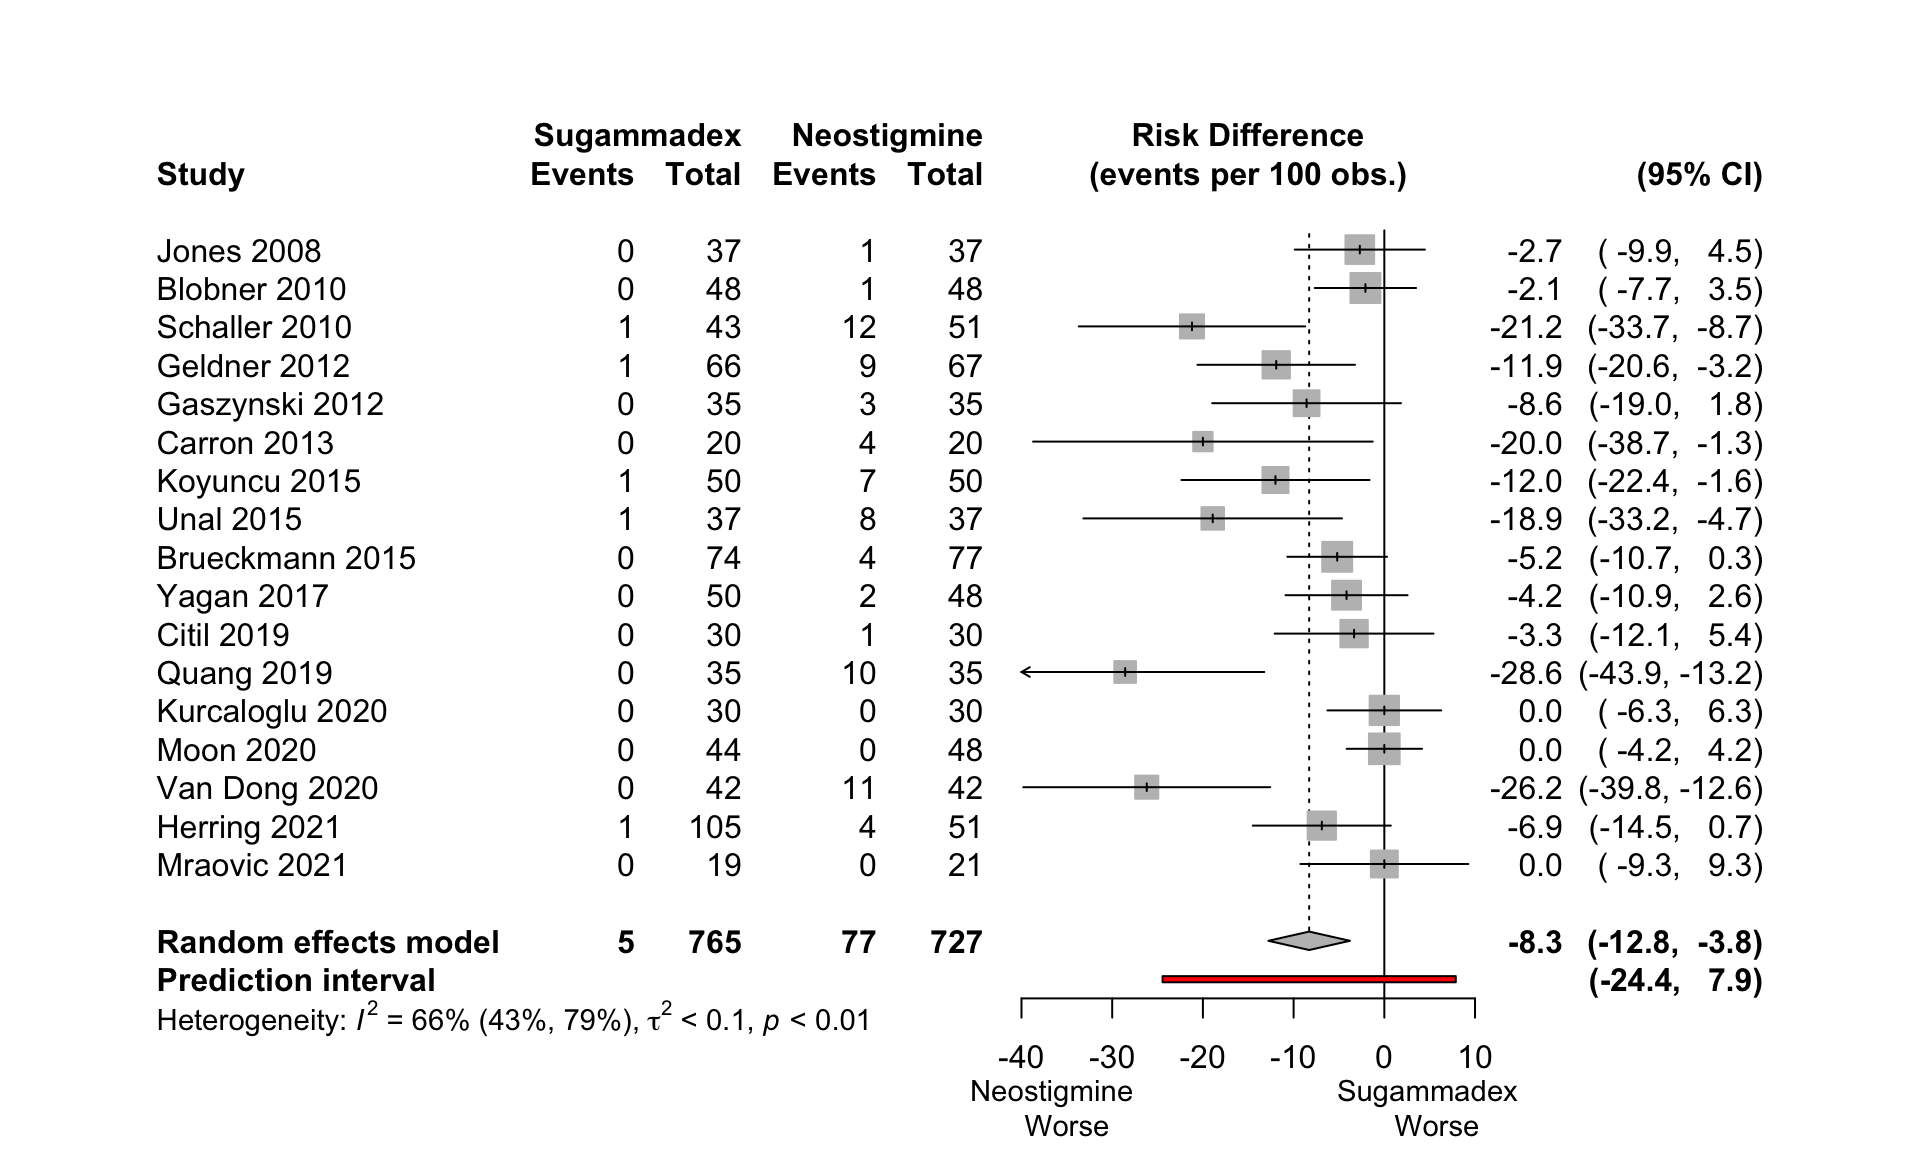 Sugammadex Neostigmine Risk Difference
Study Events Total Events Total (events per 100 obs.) (95% CI)
Jones 2008 0 37 1 37 -2.7 ( -9.9, 4.5)
Blobner 2010 0 48 1 48 -2.1 ( -7.7, 3.5)
Schaller 2010 1 43 12 51 -21.2 (-33.7, -8.7)
Geldner 2012 1 66 9 67 -11.9 (-20.6, -3.2)
Gaszynski 2012 0 35 3 35 -8.6 (-19.0, 1.8)
Carron 2013 0 20 4 20 -20.0 (-38.7, -1.3)
Koyuncu 2015 1 50 7 50 -12.0 (-22.4, -1.6)
Unal 2015 1 37 8 37 -18.9 (-33.2, -4.7)
Brueckmann 2015 0 74 4 77 -5.2 (-10.7, 0.3)
Yagan 2017 0 50 2 48 -4.2 (-10.9, 2.6)
Citil 2019 0 30 1 30 -3.3 (-12.1, 5.4)
Quang 2019 0 35 10 35 -28.6 (-43.9, -13.2)
Kurcaloglu 2020 0 30 0 30 0.0 ( -6.3, 6.3)
Moon 2020 0 44 0 48 0.0 ( -4.2, 4.2)
Van Dong 2020 0 42 11 42 -26.2 (-39.8, -12.6)
Herring 2021 1 105 4 51 -6.9 (-14.5, 0.7)
Mraovic 2021 0 19 0 21 0.0 ( -9.3, 9.3)
Random effects model 5 765 77 727 -8.3 (-12.8, -3.8)
Prediction interval (-24.4, 7.9)
Heterogeneity: I² = 66% (43%, 79%), τ² < 0.1, p < 0.01
-40 -30 -20 -10 0 10
Neostigmine Sugammadex
Worse Worse